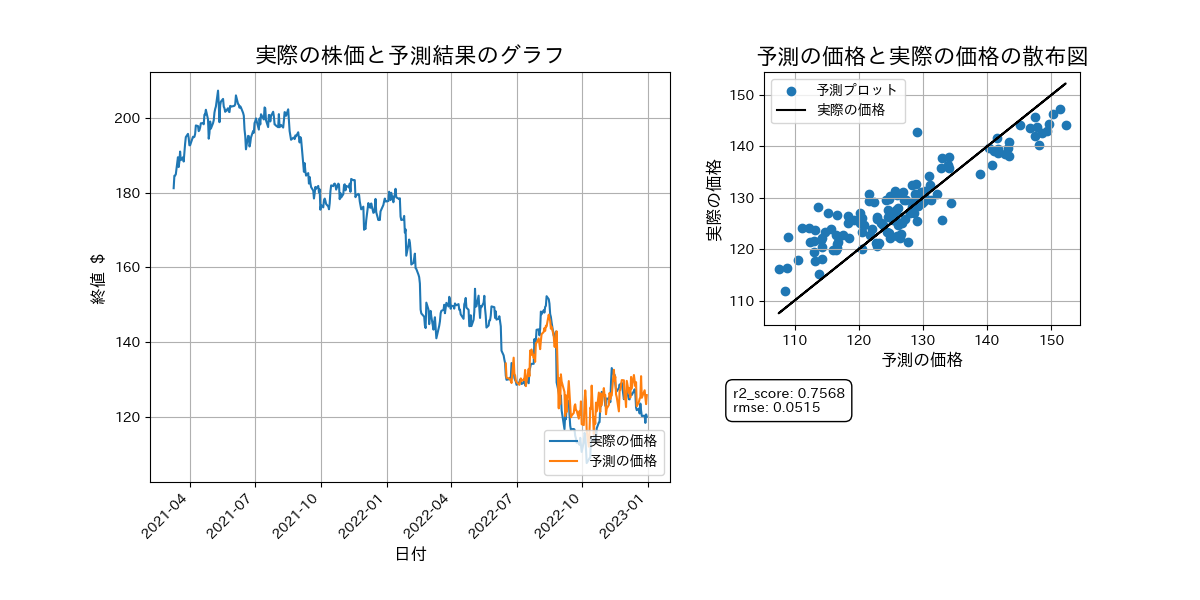 実際の株価と予測結果のグラフ
200
180
160
140
120
終値 $
2021-04
2021-07
2021-10
2022-01
2022-04
2022-07
2022-10
2023-01
日付
実際の価格
予測の価格
予測の価格と実際の価格の散布図
予測プロット
実際の価格
150
140
130
120
110
実際の価格
110
120
130
140
150
予測の価格
r2_score: 0.7568
rmse: 0.0515